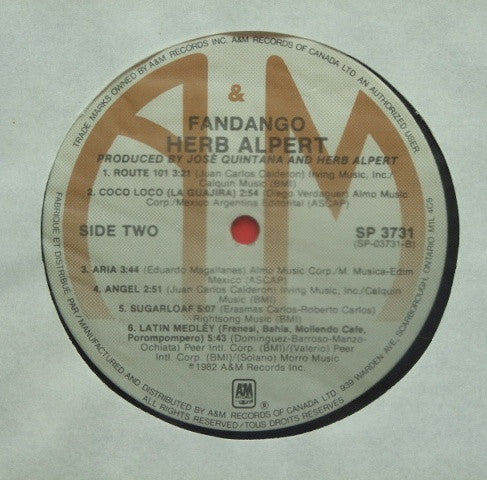 TRADE MARKS OWNED BY A&M RECORDS INC. A&M RECORDS OF CANADA LTD AN AUTHORIZED USER.
&
FANDANGO
HERB ALPERT
PRODUCED BY JOSÉ QUINTANA AND HERB ALPERT
1. ROUTE 101 3:21 (Juan Carlos Calderon) Irving Music, Inc./
Calquin Music (BMI)
2. COCO LOCO (LA GUAJIRA) 2:54 (Diego Verdaguer) Almo Music
Corp./Mexico Argentina Editorial (ASCAP)
SIDE TWO
SP 3731
(SP-03731-B)
3. ARIA 3:44 (Eduardo Magallanes) Almo Music Corp./M. Musica-Edim
Mexico (ASCAP)
4. ANGEL 2:51 (Juan Carlos Calderon) Irving Music, Inc./Calquin
Music (BMI)
5. SUGARLOAF 5:07 (Erasmas Carlos-Roberto Carlos)
Rightsong Music (BMI)
6. LATIN MEDLEY (Frenesi, Bahia, Moliendo Cafe,
Porompompero) 5:43 (Dominguez-Barroso-Manzo-
Ochiata) Peer Intl. Corp. (BMI)/(Valerio) Peer
Intl. Corp. (BMI)/(Solano) Morro Music
©1982 A&M Records Inc.
A&M
RECORDS
®
FABRIQUE ET DISTRIBUE PAR / MANUFACTURED AND DISTRIBUTED BY A&M RECORDS OF CANADA LTD. 939 WARDEN AVE, SCARBOROUGH, ONTARIO M1L 4C5
ALL RIGHTS RESERVED / TOUS DROITS RESERVES